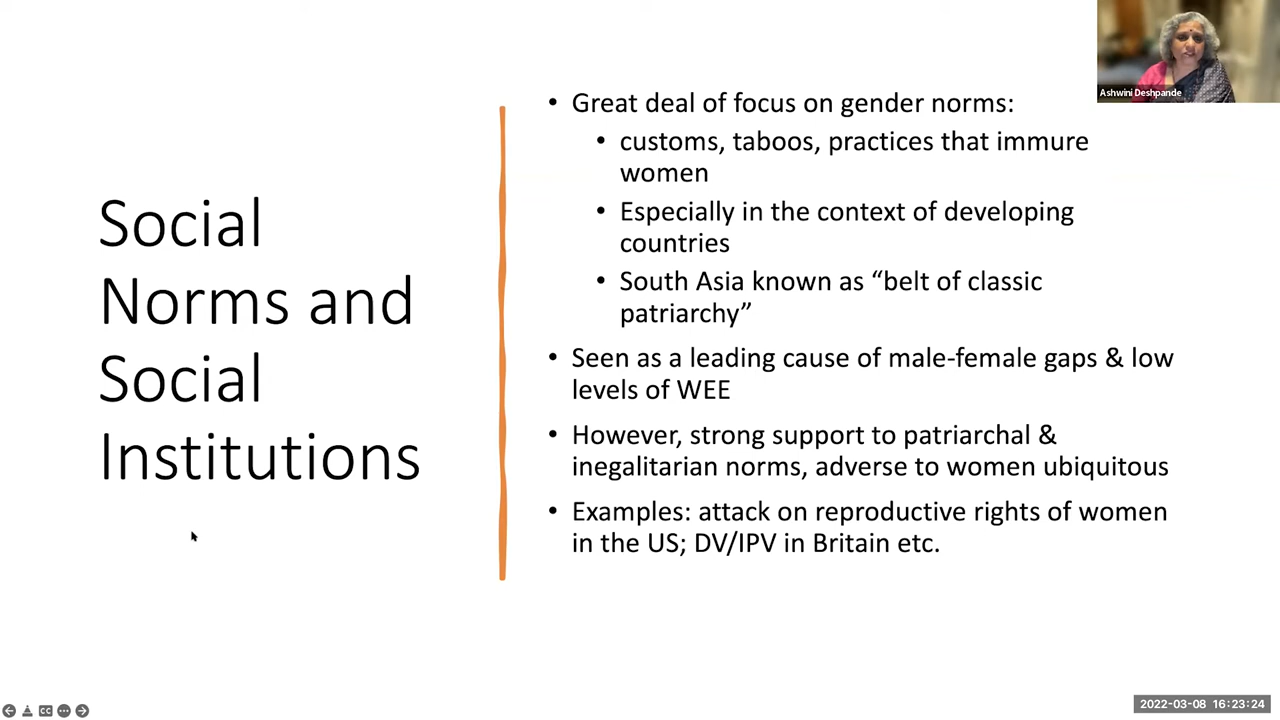 Social
Norms and
Social
Institutions
• Great deal of focus on gender norms:
• customs, taboos, practices that immure
women
• Especially in the context of developing
countries
• South Asia known as “belt of classic
patriarchy”
• Seen as a leading cause of male-female gaps & low
levels of WEE
• However, strong support to patriarchal &
inegalitarian norms, adverse to women ubiquitous
• Examples: attack on reproductive rights of women
in the US; DV/IPV in Britain etc.
Ashwini Deshpande
CC
2022-03-08 16:23:24